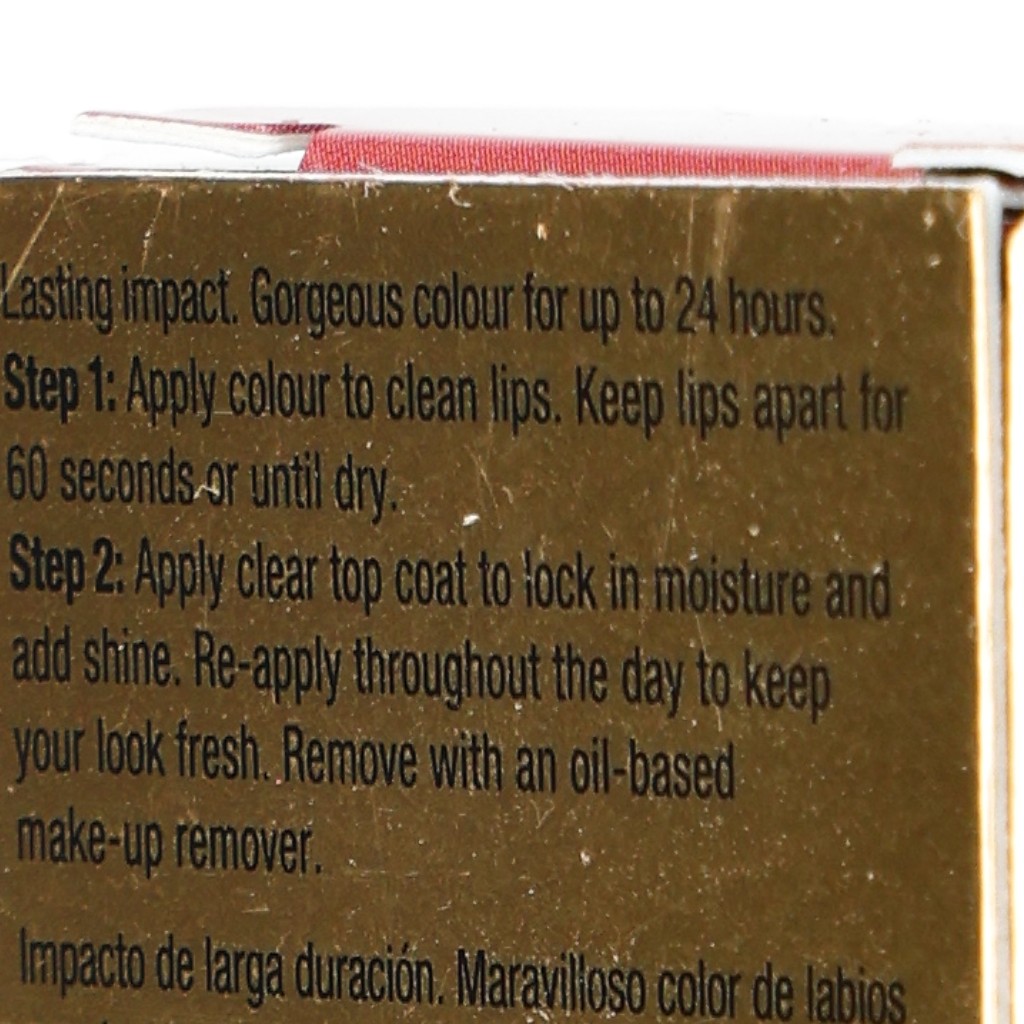 Lasting impact. Gorgeous colour for up to 24 hours.
Step 1: Apply colour to clean lips. Keep lips apart for
60 seconds or until dry.
Step 2: Apply clear top coat to lock in moisture and
add shine. Re-apply throughout the day to keep
your look fresh. Remove with an oil-based
make-up remover.
Impacto de larga duración. Maravilloso color de labios